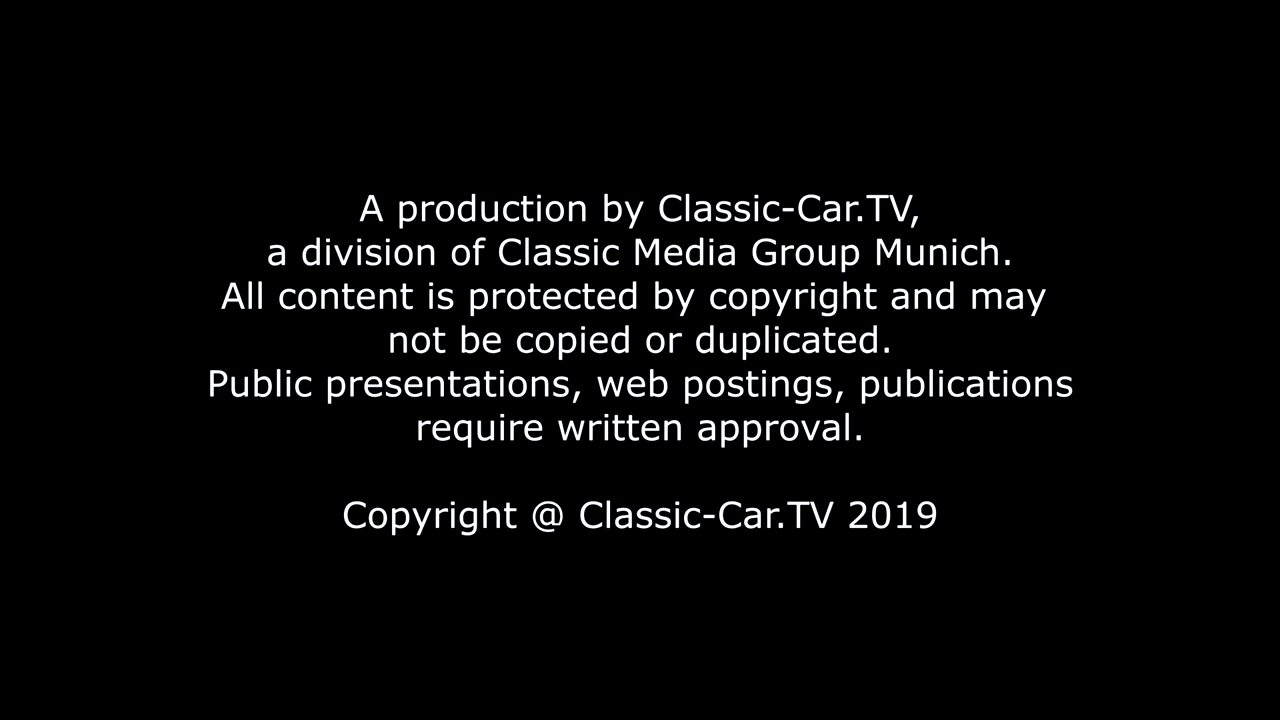 A production by Classic-Car.TV,
a division of Classic Media Group Munich.
All content is protected by copyright and may
not be copied or duplicated.
Public presentations, web postings, publications
require written approval.
Copyright @ Classic-Car.TV 2019